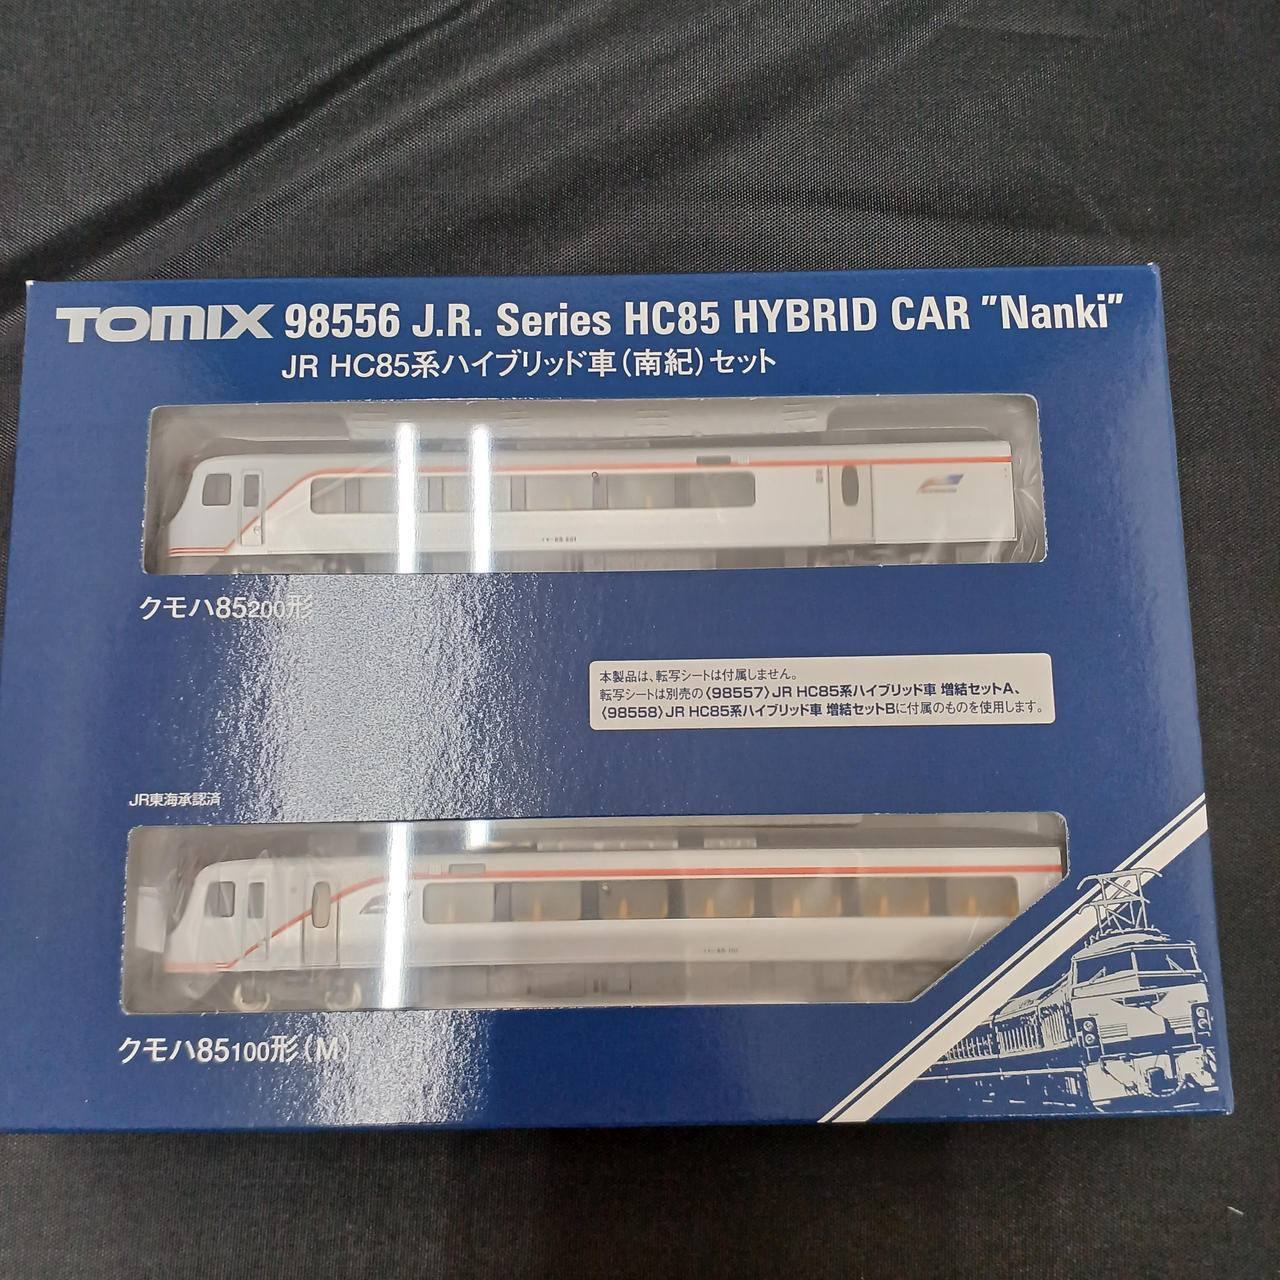 TOMIX 98556 J.R. Series HC85 HYBRID CAR "Nanki"
JR HC85系ハイブリッド車(南紀)セット
クモハ85200形
本製品は、転写シートは付属しません。
転写シートは別売の〈98557〉JR HC85系ハイブリッド車 増結セットA、
〈98558〉JR HC85系ハイブリッド車 増結セットBに付属のものを使用します。
JR東海承認済
クモハ85100形(M)